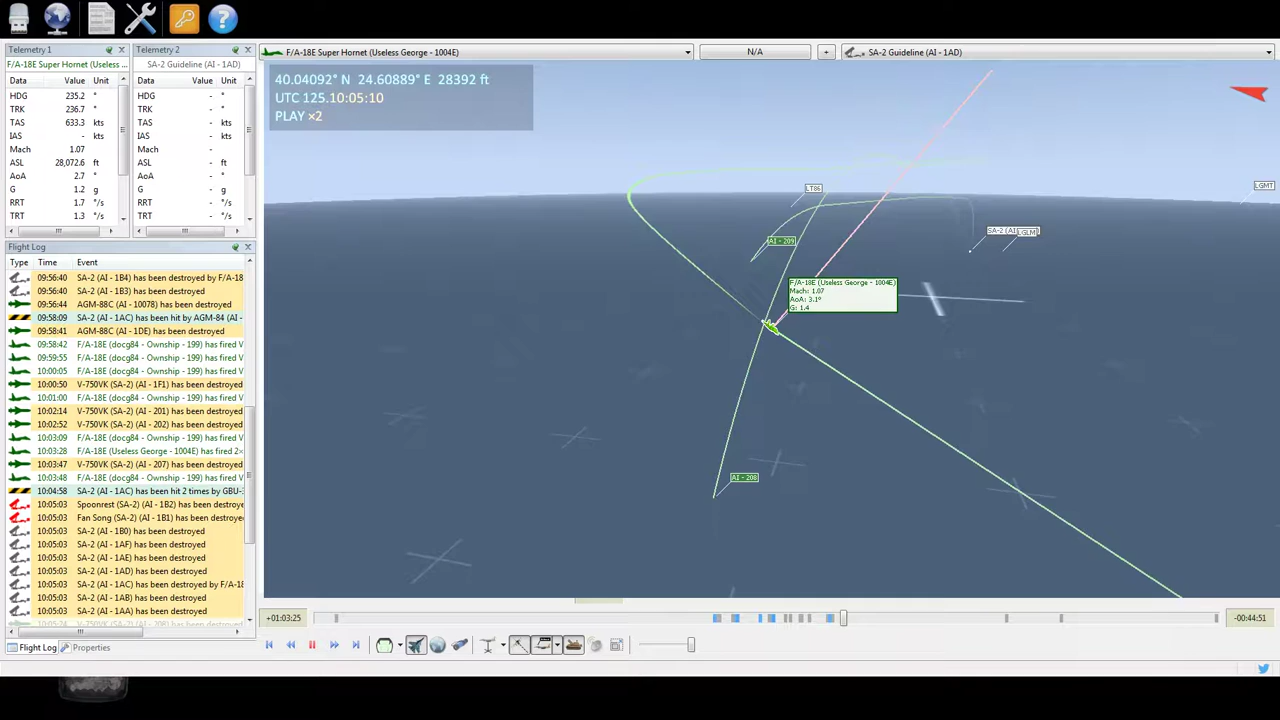 Telemetry 1
Telemetry 2
F/A-18E Super Hornet (Useless ...
SA-2 Guideline (AI - 1AD)
Data Value Unit
HDG 235.2 °
TRK 236.7 °
TAS 633.3 kts
IAS - kts
Mach 1.07
ASL 28,072.6 ft
AoA 2.7 °
G 1.2 g
RRT 1.7 °/s
TRT 1.3 °/s
Data Value Unit
HDG - °
TRK - °
TAS - kts
IAS - kts
Mach -
ASL - ft
AoA - °
G - g
RRT - °/s
TRT - °/s
Flight Log
Type Time Event
09:56:40 SA-2 (AI - 1B4) has been destroyed by F/A-18
09:56:40 SA-2 (AI - 1B3) has been destroyed
09:56:40 AGM-88C (AI - 10078) has been destroyed
09:58:09 SA-2 (AI - 1AC) has been hit by AGM-84 (AI -
09:58:41 AGM-88C (AI - 1DE) has been destroyed
09:58:42 F/A-18E (docg84 - Ownship - 199) has fired V
09:59:55 F/A-18E (docg84 - Ownship - 199) has fired V
10:00:05 F/A-18E (docg84 - Ownship - 199) has fired V
10:00:50 V-750VK (SA-2) (AI - 1F1) has been destroyed
10:01:00 F/A-18E (docg84 - Ownship - 199) has fired V
10:02:14 V-750VK (SA-2) (AI - 201) has been destroyed
10:02:52 V-750VK (SA-2) (AI - 202) has been destroyed
10:03:09 F/A-18E (docg84 - Ownship - 199) has fired V
10:03:28 F/A-18E (Useless George - 1004E) has fired 2×
10:03:47 V-750VK (SA-2) (AI - 207) has been destroyed
10:03:48 F/A-18E (docg84 - Ownship - 199) has fired V
10:04:58 SA-2 (AI - 1AC) has been hit 2 times by GBU-
10:05:03 Spoonrest (SA-2) (AI - 1B2) has been destroye
10:05:03 Fan Song (SA-2) (AI - 1B1) has been destroyed
10:05:03 SA-2 (AI - 1B0) has been destroyed
10:05:03 SA-2 (AI - 1AF) has been destroyed
10:05:03 SA-2 (AI - 1AE) has been destroyed
10:05:03 SA-2 (AI - 1AD) has been destroyed
10:05:03 SA-2 (AI - 1AC) has been destroyed by F/A-18
10:05:03 SA-2 (AI - 1AB) has been destroyed
10:05:03 SA-2 (AI - 1AA) has been destroyed
Flight Log
Properties
F/A-18E Super Hornet (Useless George - 1004E)
N/A
+
SA-2 Guideline (AI - 1AD)
40.04092° N 24.60889° E 28392 ft
UTC 125.10:05:10
PLAY ×2
LT86
LGMT
SA-2 (AI
LGLM
AI - 209
F/A-18E (Useless George - 1004E)
Mach: 1.07
AoA: 3.1°
G: 1.4
AI - 208
+01:03:25
-00:44:51